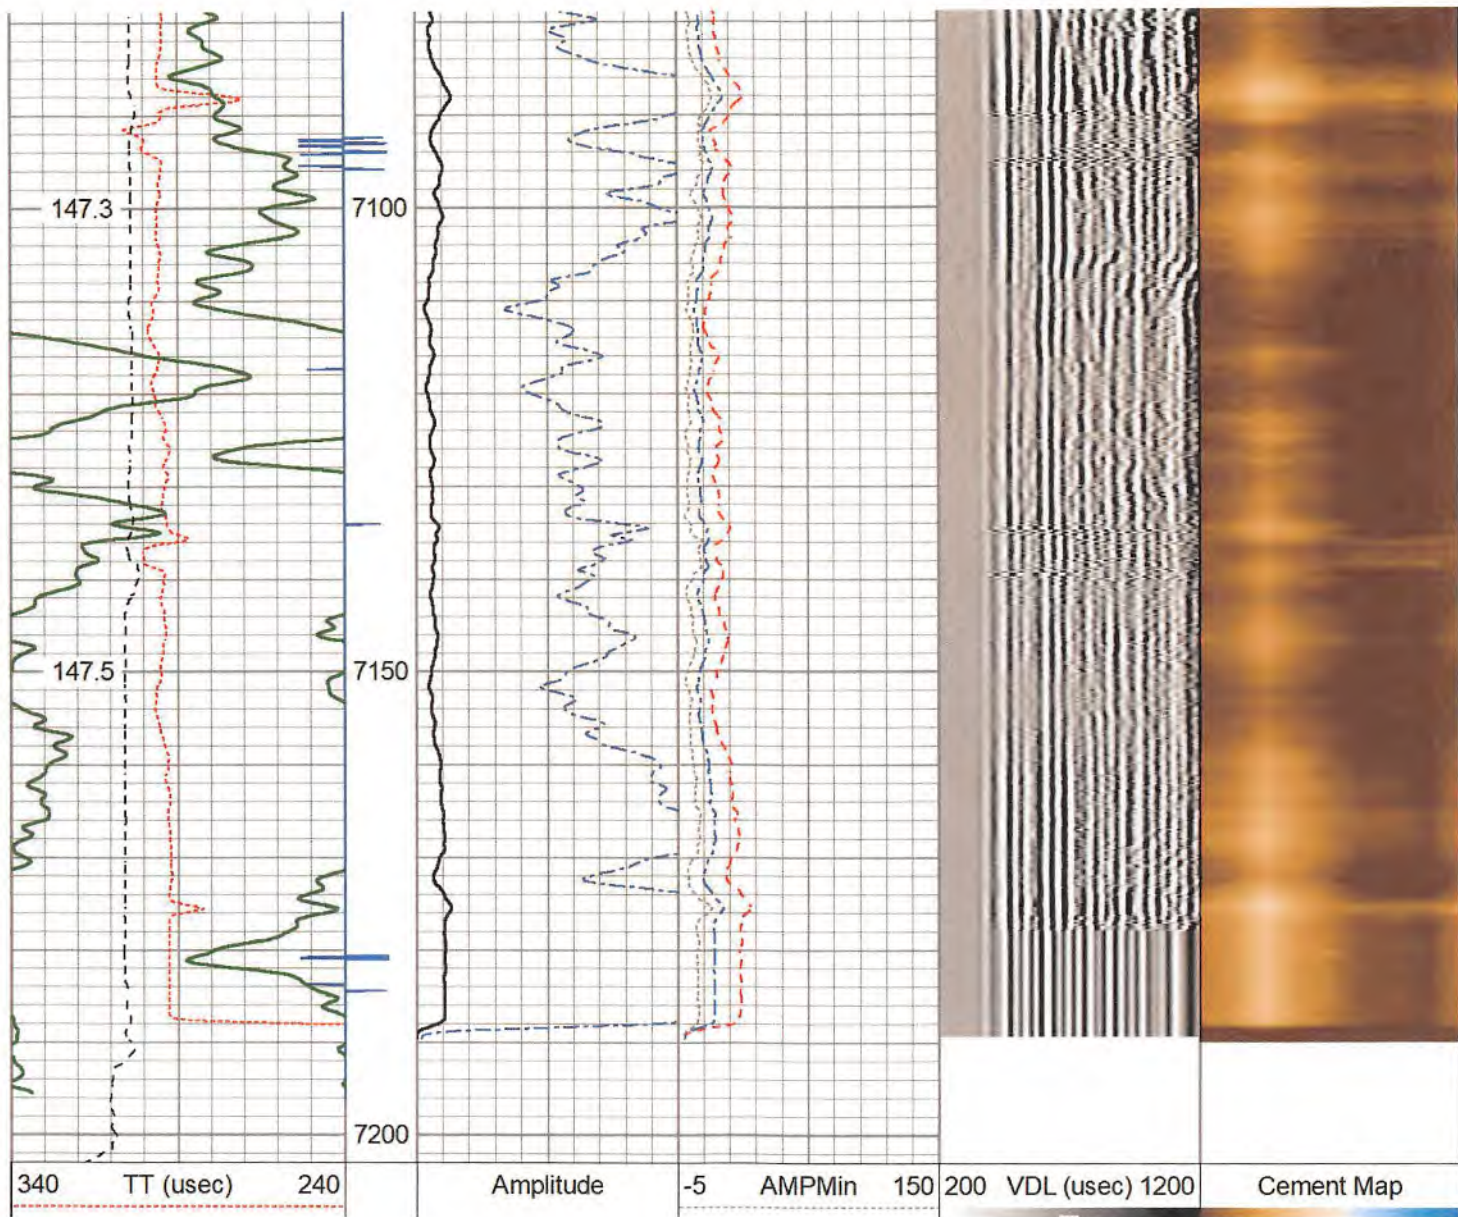 147.3
7100
147.5
7150
7200
340 TT (usec) 240
Amplitude
-5 AMPMin 150
200 VDL (usec) 1200
Cement Map